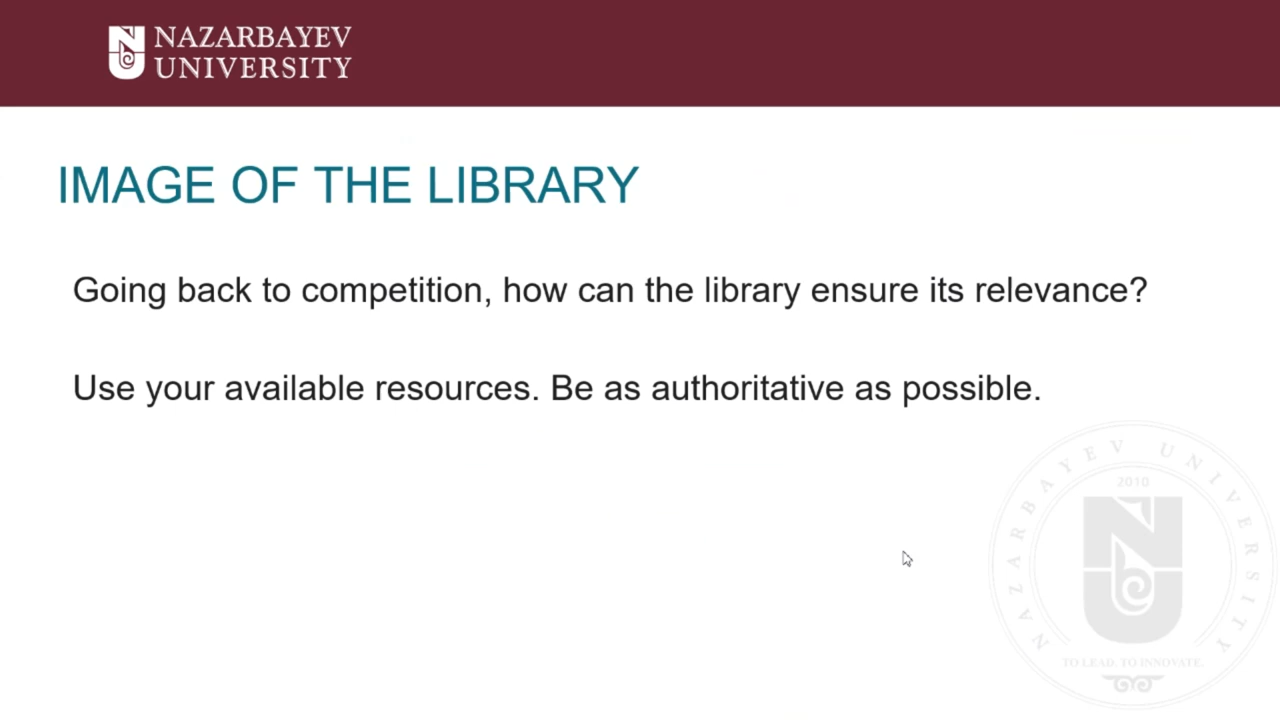 NAZARBAYEV
UNIVERSITY
IMAGE OF THE LIBRARY
Going back to competition, how can the library ensure its relevance?
Use your available resources. Be as authoritative as possible.
NAZARBAYEV UNIVERSITY
2010
TO LEAD. TO INNOVATE.